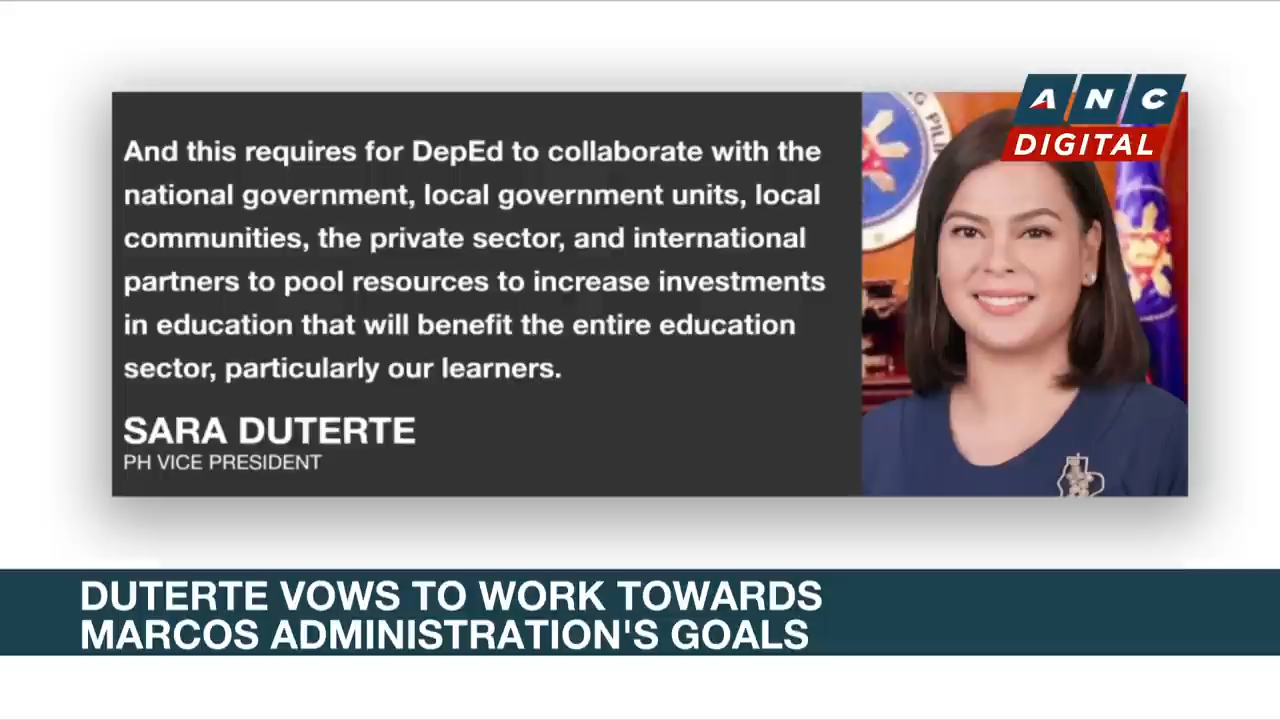 ANC
DIGITAL
And this requires for DepEd to collaborate with the
national government, local government units, local
communities, the private sector, and international
partners to pool resources to increase investments
in education that will benefit the entire education
sector, particularly our learners.
SARA DUTERTE
PH VICE PRESIDENT
DUTERTE VOWS TO WORK TOWARDS
MARCOS ADMINISTRATION'S GOALS